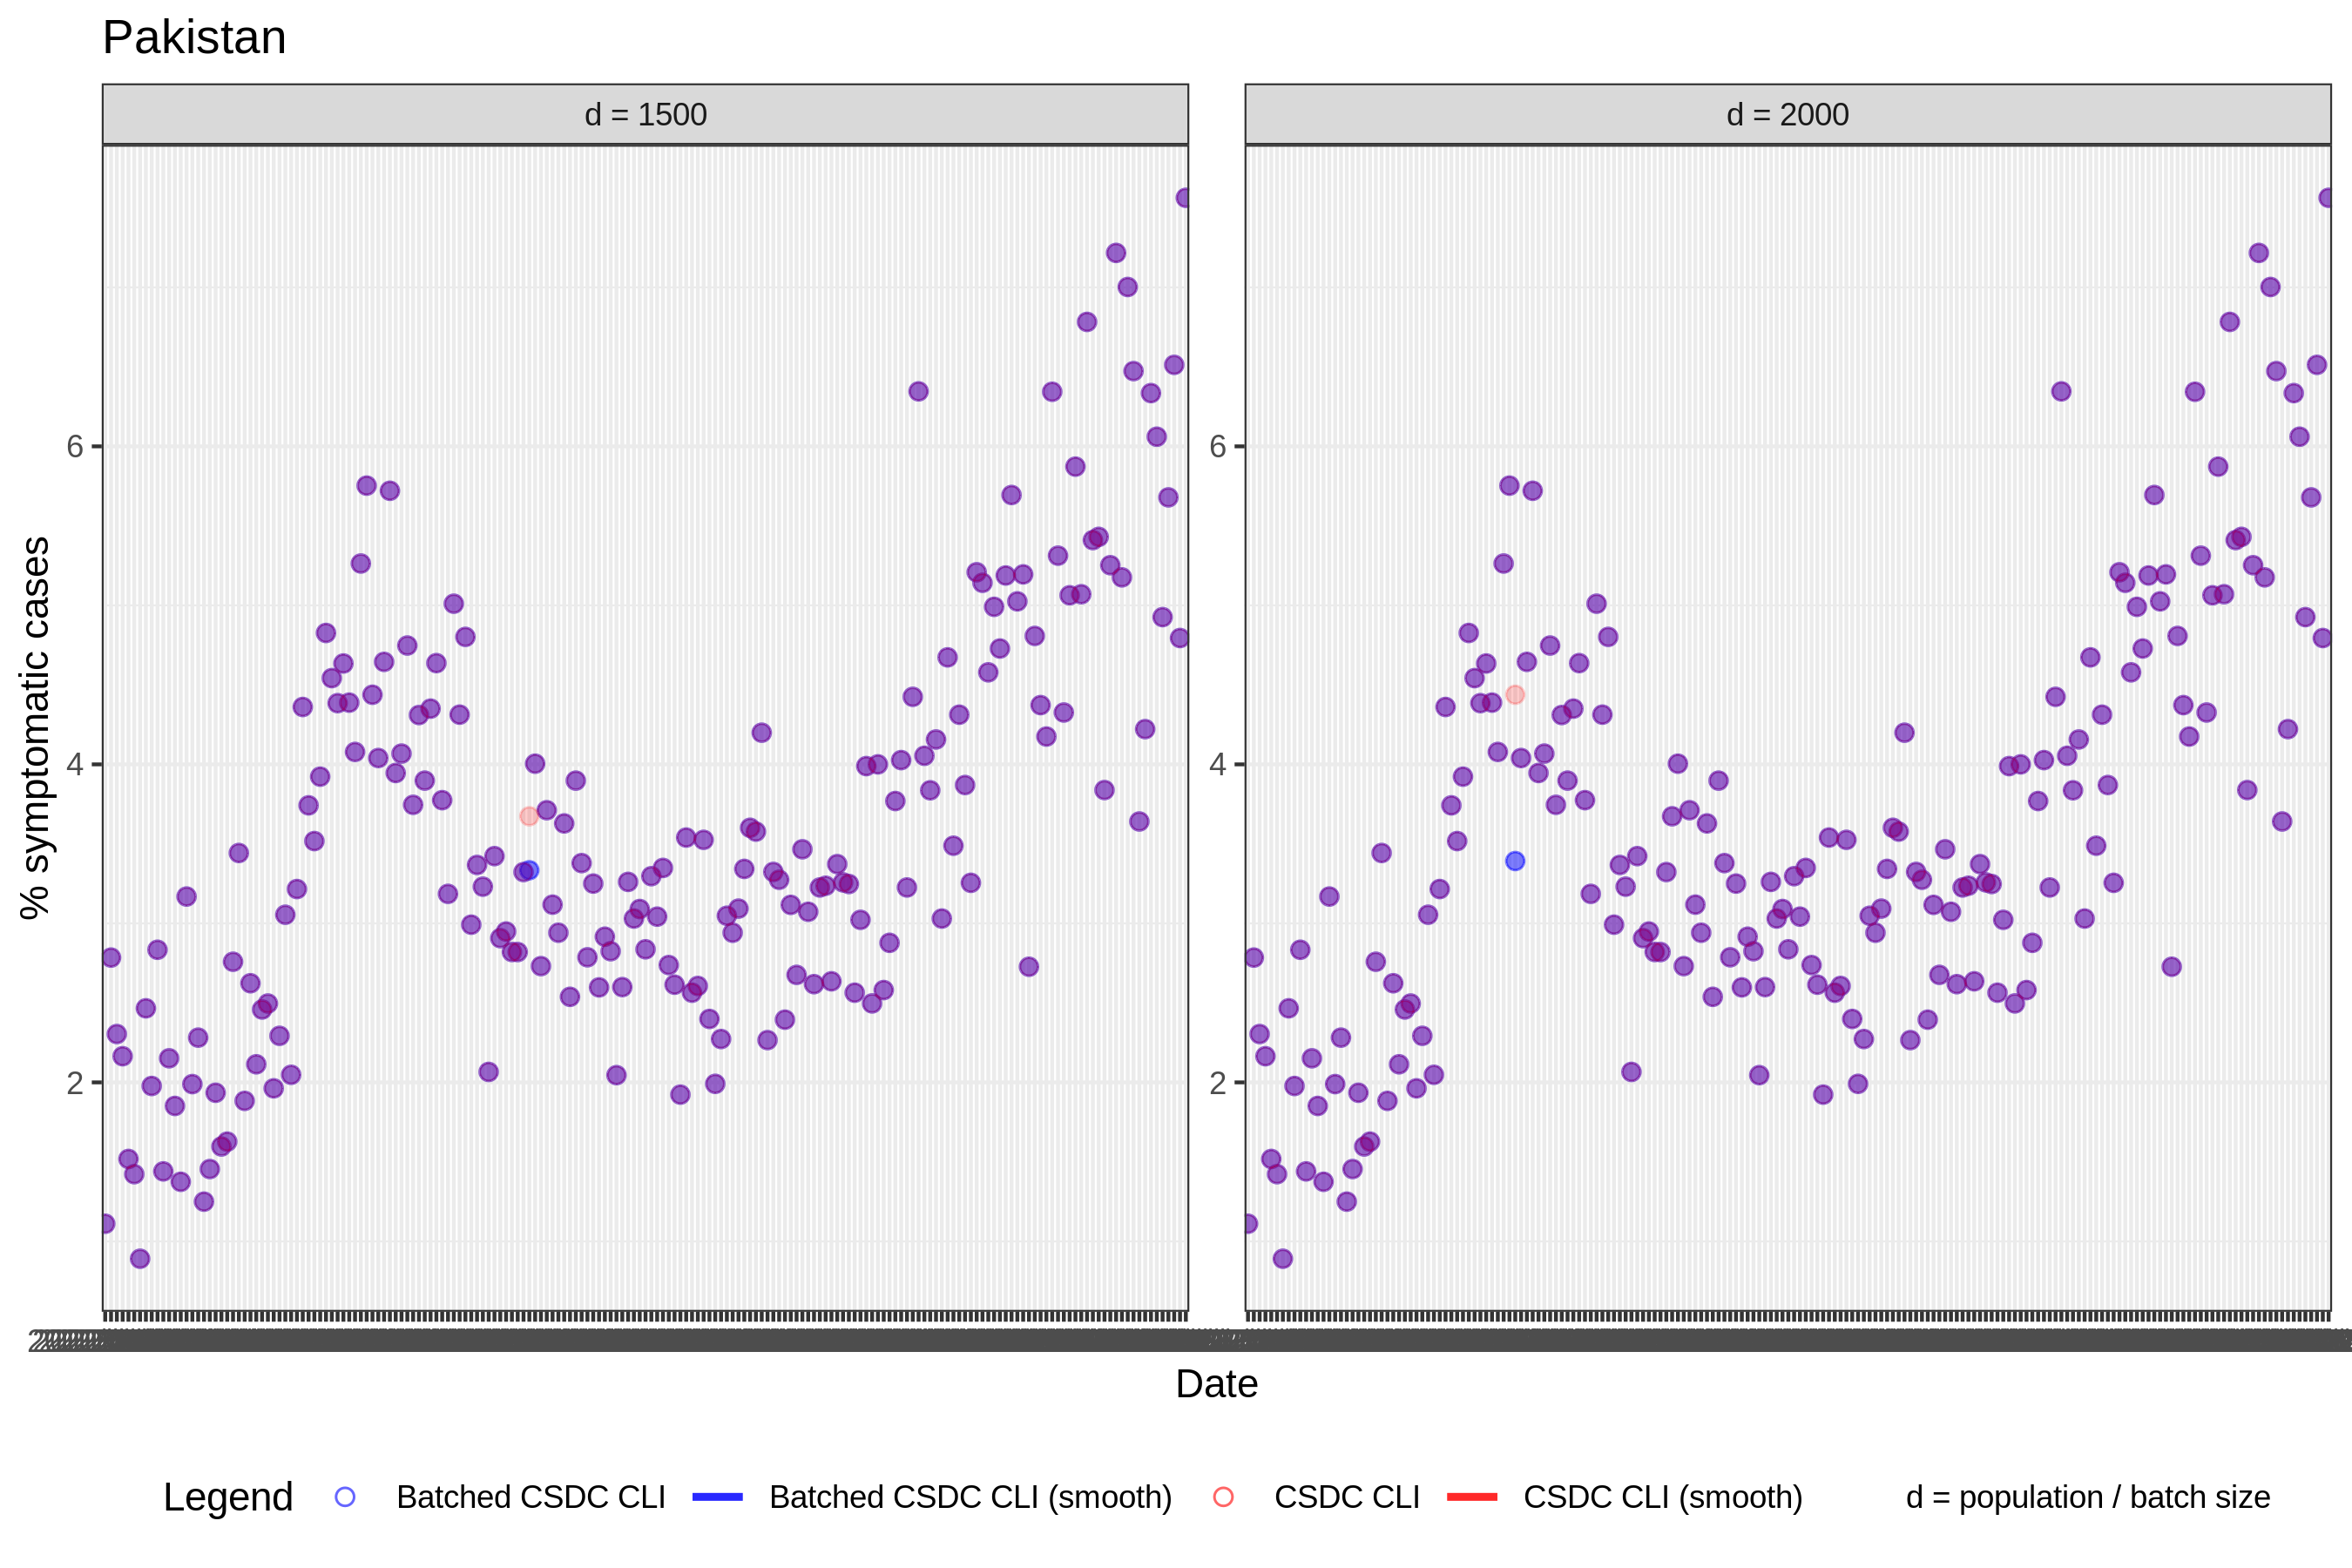 Pakistan
d = 1500
d = 2000
% symptomatic cases
6
4
2
6
4
2
Date
Legend
Batched CSDC CLI
Batched CSDC CLI (smooth)
CSDC CLI
CSDC CLI (smooth)
d = population / batch size